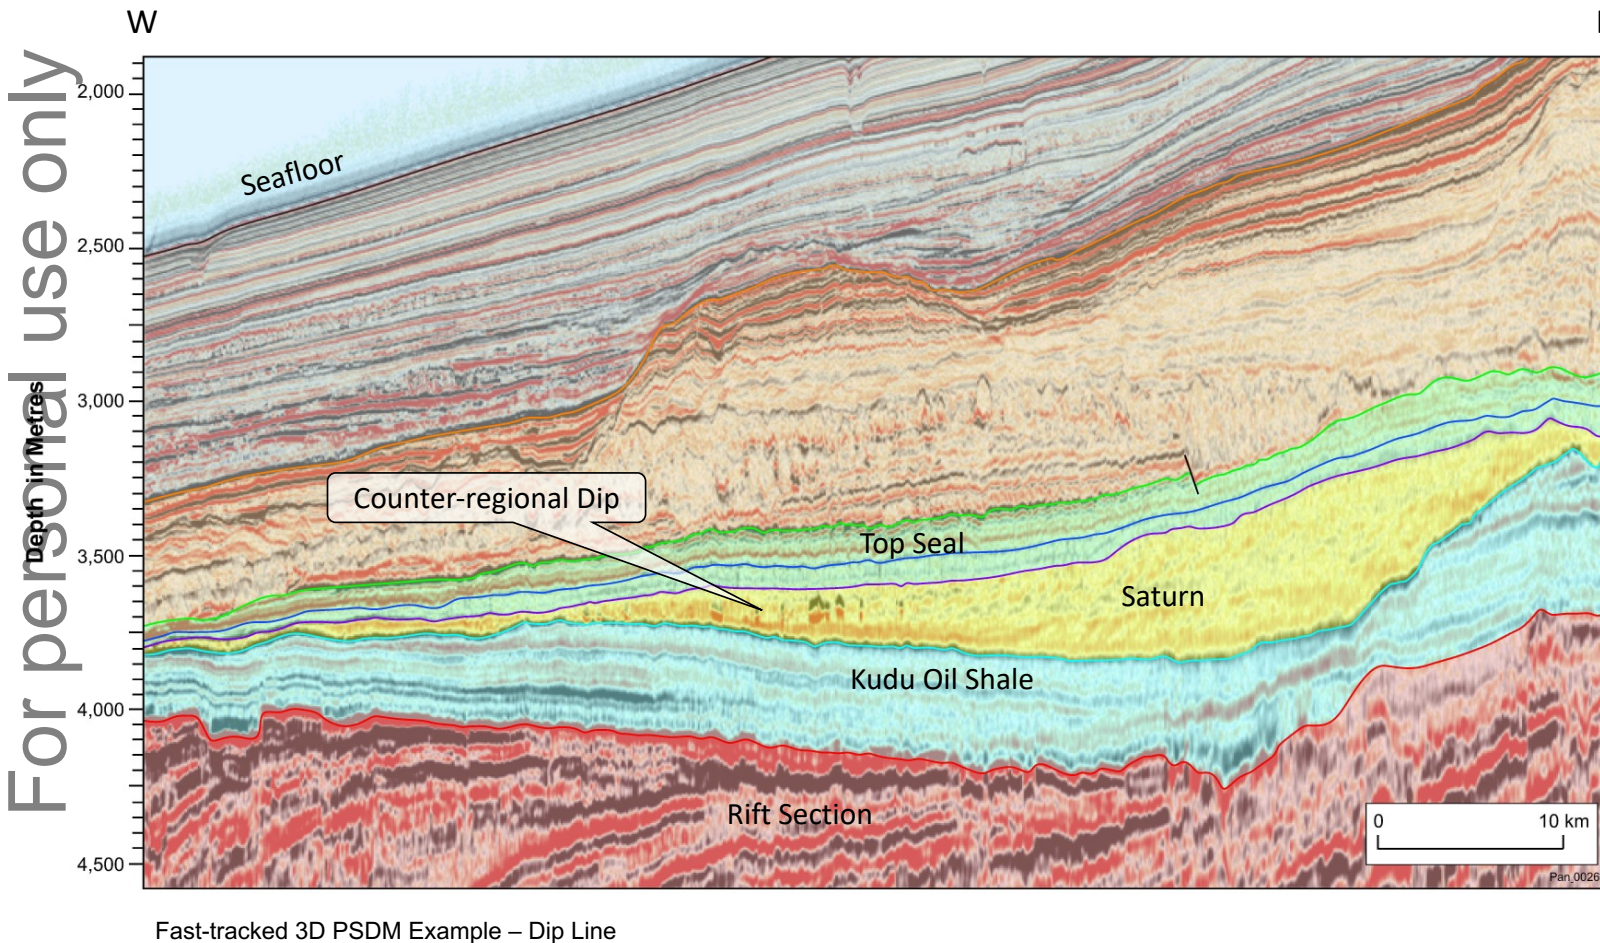 W
For personal use only
Depth in Metres
2,000
2,500
3,000
3,500
4,000
4,500
Seafloor
Counter-regional Dip
Top Seal
Saturn
Kudu Oil Shale
Rift Section
0 10 km
Pan_0026
Fast-tracked 3D PSDM Example – Dip Line